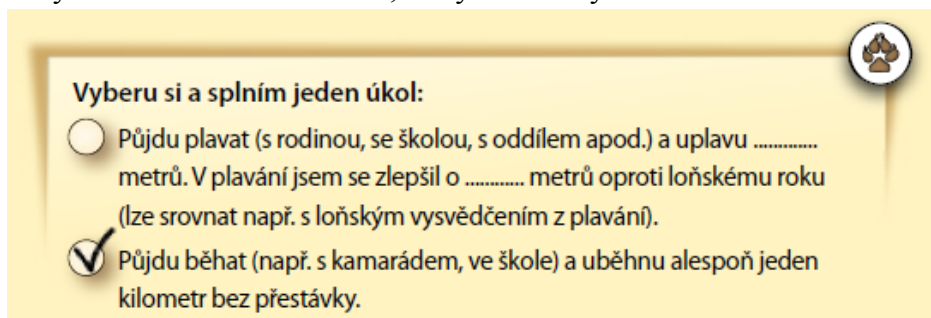 Vyberu si a splním jeden úkol:
Půjdu plavat (s rodinou, se školou, s oddílem apod.) a uplavu .............
metrů. V plavání jsem se zlepšil o ............ metrů oproti loňskému roku
(lze srovnat např. s loňským vysvědčením z plavání).
Půjdu běhat (např. s kamarádem, ve škole) a uběhnu alespoň jeden
kilometr bez přestávky.